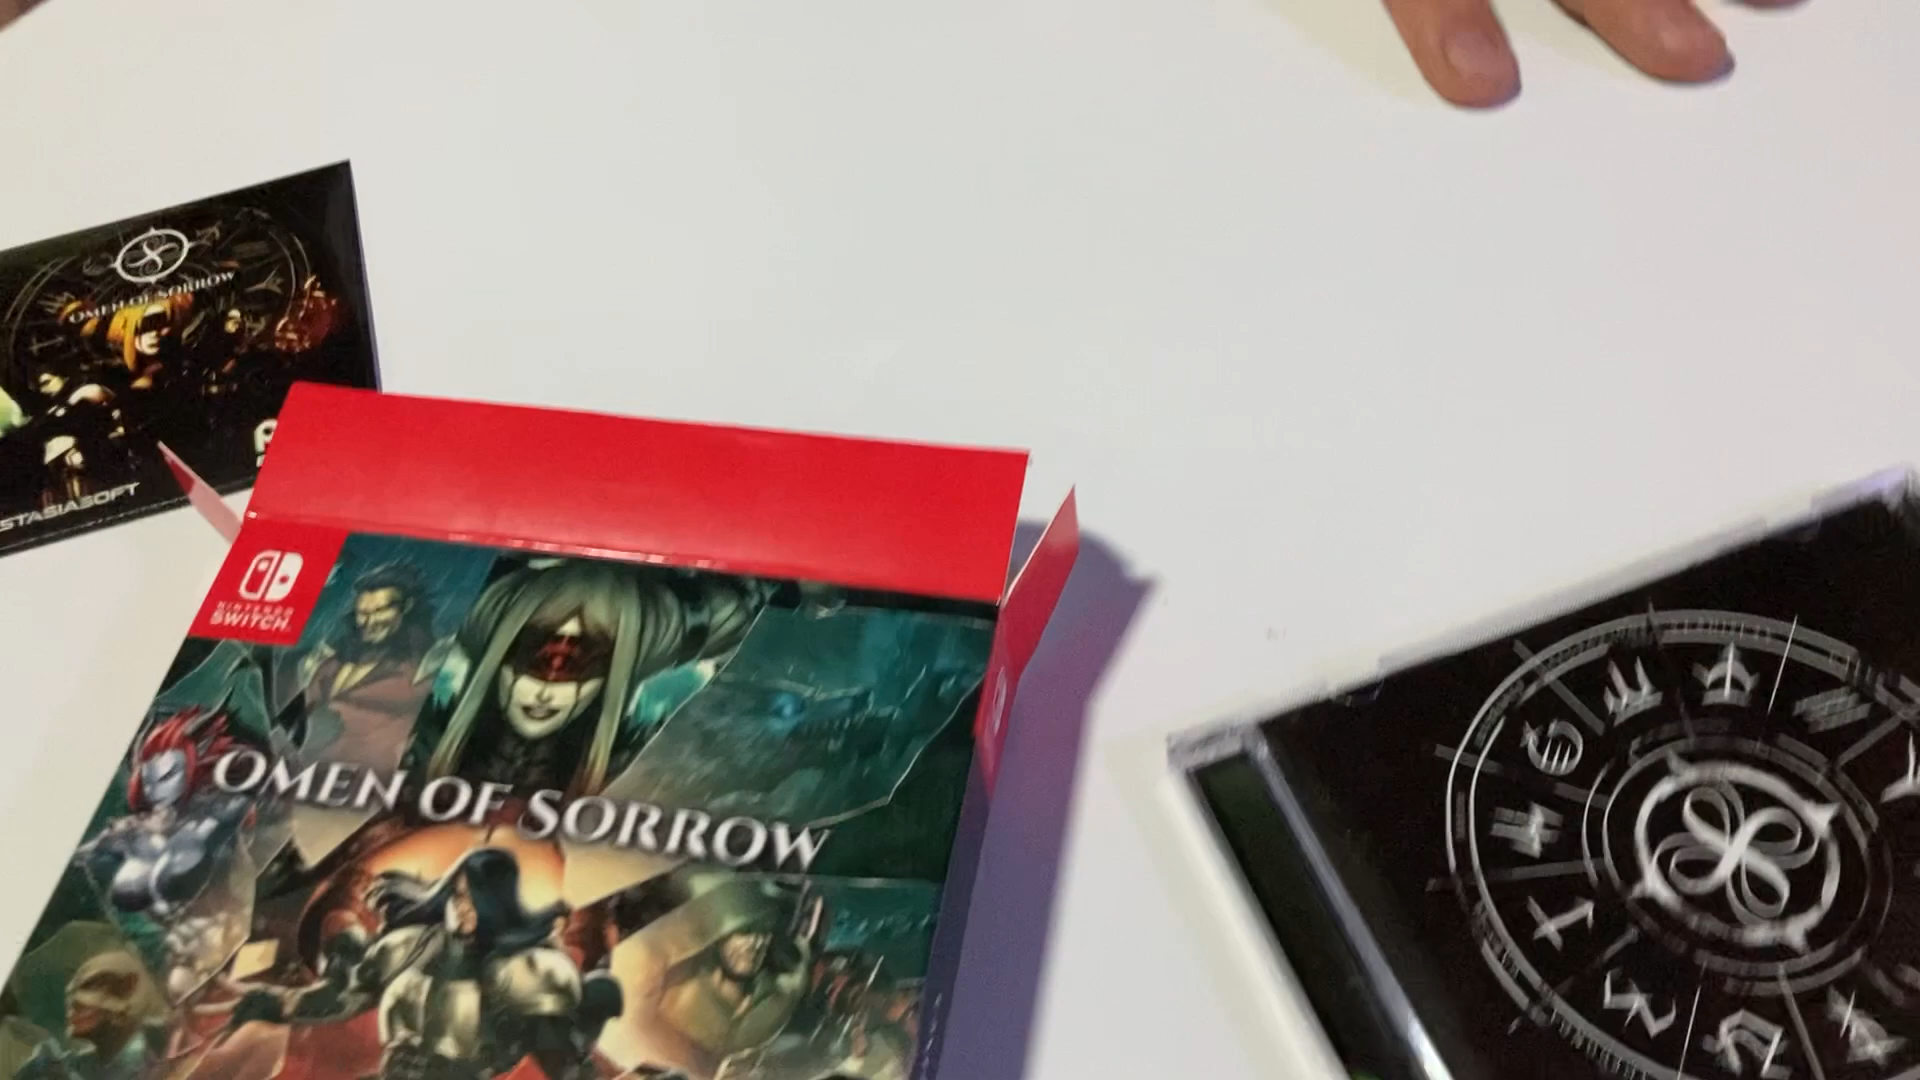 OMEN OF SORROW
STASIASOFT
NINTENDO
SWITCH
OMEN OF SORROW